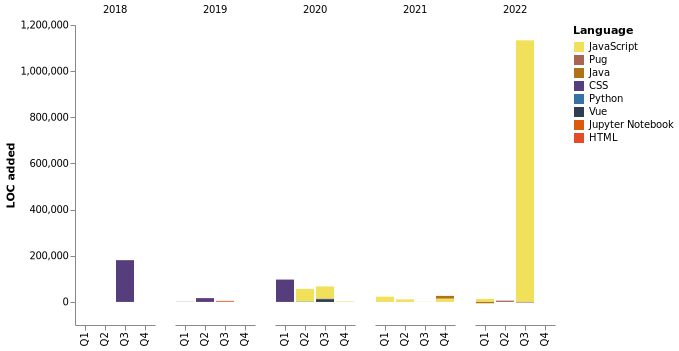 2018 2019 2020 2021 2022
1,200,000
1,000,000
800,000
600,000
400,000
200,000
0
LOC added
Q1 Q2 Q3 Q4 Q1 Q2 Q3 Q4 Q1 Q2 Q3 Q4 Q1 Q2 Q3 Q4 Q1 Q2 Q3 Q4
Language
JavaScript
Pug
Java
CSS
Python
Vue
Jupyter Notebook
HTML